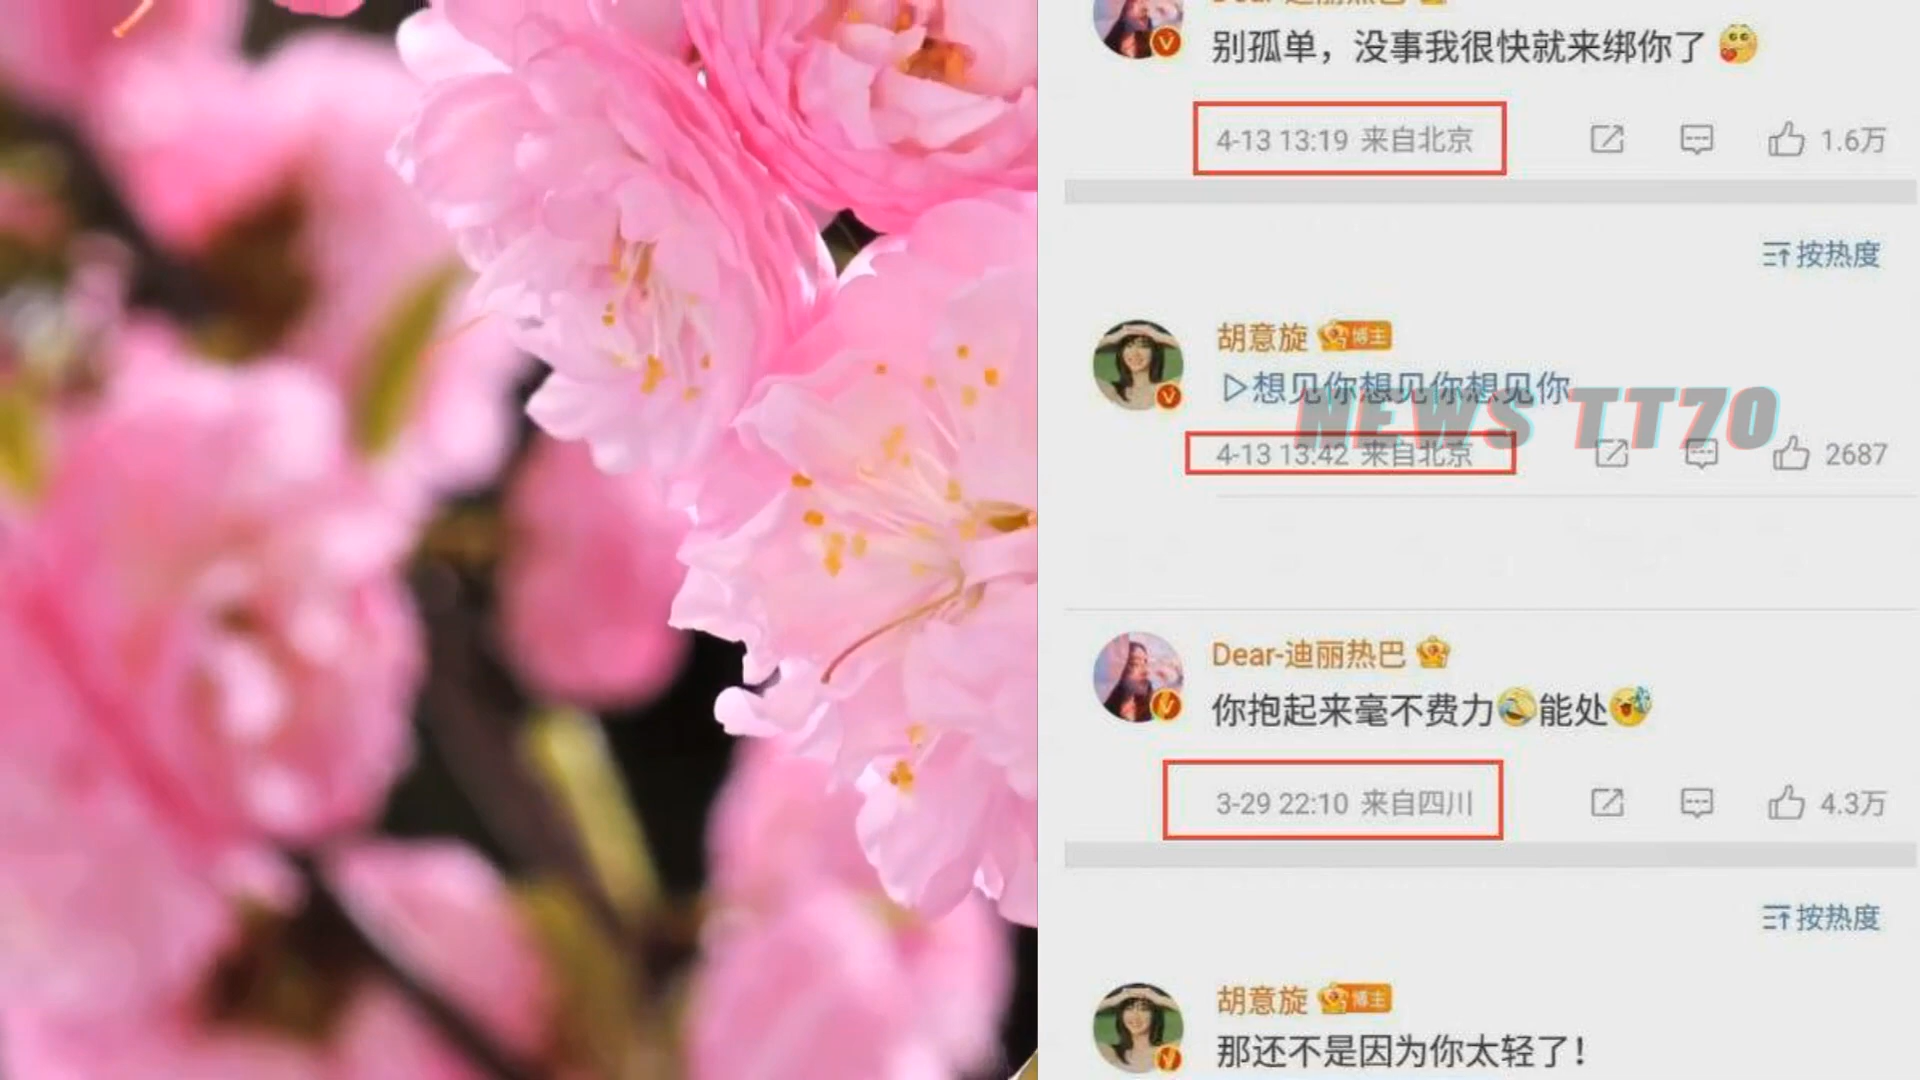 Dear-迪丽热巴
别孤单，没事我很快就来绑你了
4-13 13:19 来自北京
1.6万
按热度
胡意旋 博主
想见你想见你想见你
NEWS TT70
4-13 13:42 来自北京
2687
Dear-迪丽热巴
你抱起来毫不费力能处
3-29 22:10 来自四川
4.3万
按热度
胡意旋 博主
那还不是因为你太轻了！